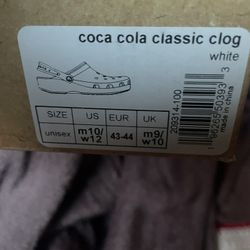 coca cola classic clog
white
SIZE US EUR UK
unisex m10/w12 43-44 m9/w10
209314-100
made in china